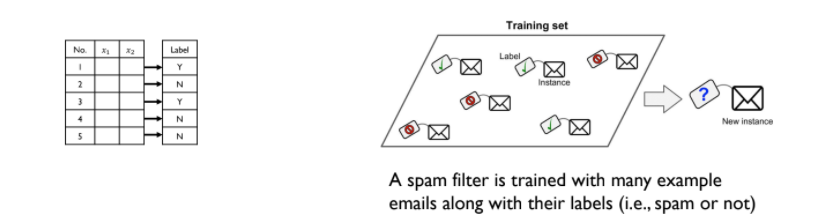 No. x₁ x₂ Label
1 Y
2 N
3 Y
4 N
5 N
Training set
Label
Instance
?
New instance
A spam filter is trained with many example
emails along with their labels (i.e., spam or not)